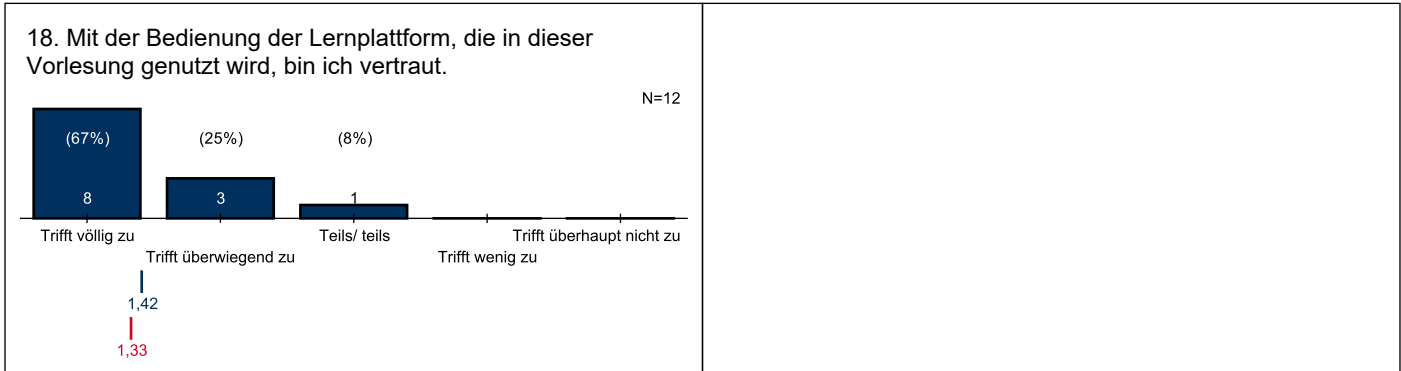 18. Mit der Bedienung der Lernplattform, die in dieser
Vorlesung genutzt wird, bin ich vertraut.
N=12
(67%) (25%) (8%)
8 3 1
Trifft völlig zu Teils/ teils Trifft überhaupt nicht zu
Trifft überwiegend zu Trifft wenig zu
1,42
1,33